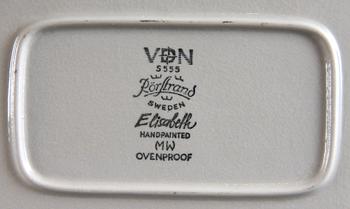 VDN
5555
Rörstrand
SWEDEN
Elisabeth
HANDPAINTED
MW
OVENPROOF